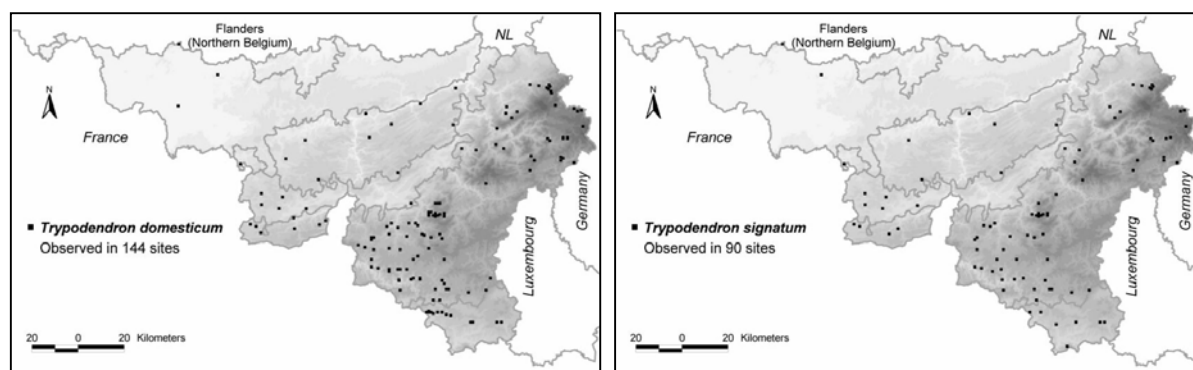 Flanders
(Northern Belgium)
NL
N
France
Trypodendron domesticum
Observed in 144 sites
Luxembourg
Germany
20 0 20 Kilometers
Flanders
(Northern Belgium)
NL
N
France
Trypodendron signatum
Observed in 90 sites
Luxembourg
Germany
20 0 20 Kilometers